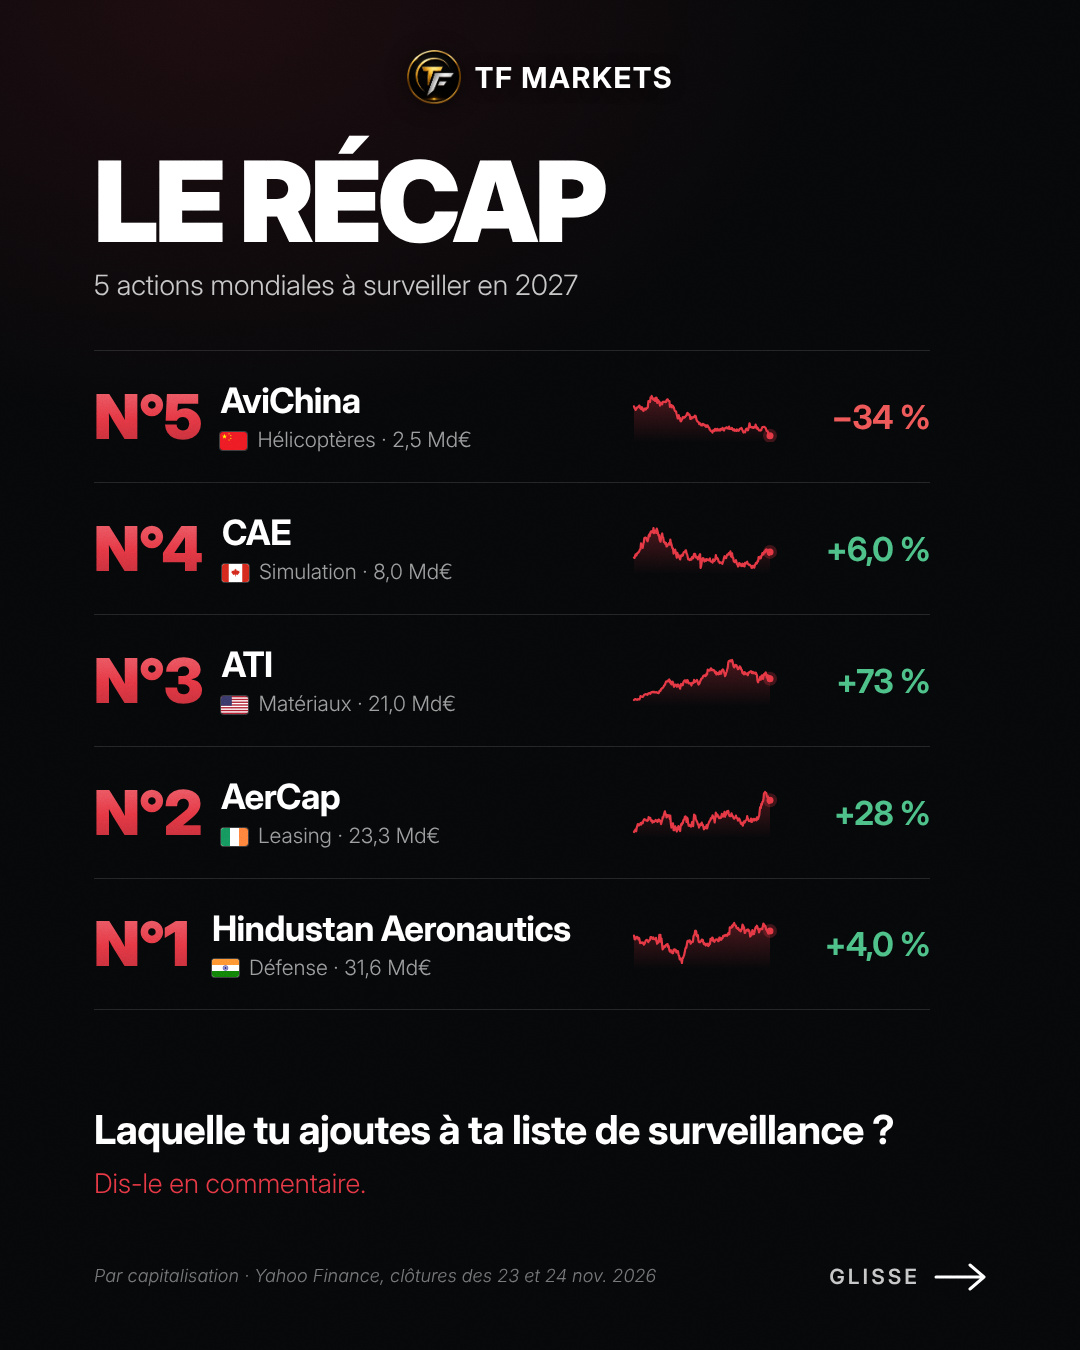 TF MARKETS
LE RÉCAP
5 actions mondiales à surveiller en 2027
N°5 AviChina −34 %
Hélicoptères · 2,5 Md€
N°4 CAE +6,0 %
Simulation · 8,0 Md€
N°3 ATI +73 %
Matériaux · 21,0 Md€
N°2 AerCap +28 %
Leasing · 23,3 Md€
N°1 Hindustan Aeronautics +4,0 %
Défense · 31,6 Md€
Laquelle tu ajoutes à ta liste de surveillance ?
Dis-le en commentaire.
Par capitalisation · Yahoo Finance, clôtures des 23 et 24 nov. 2026
GLISSE